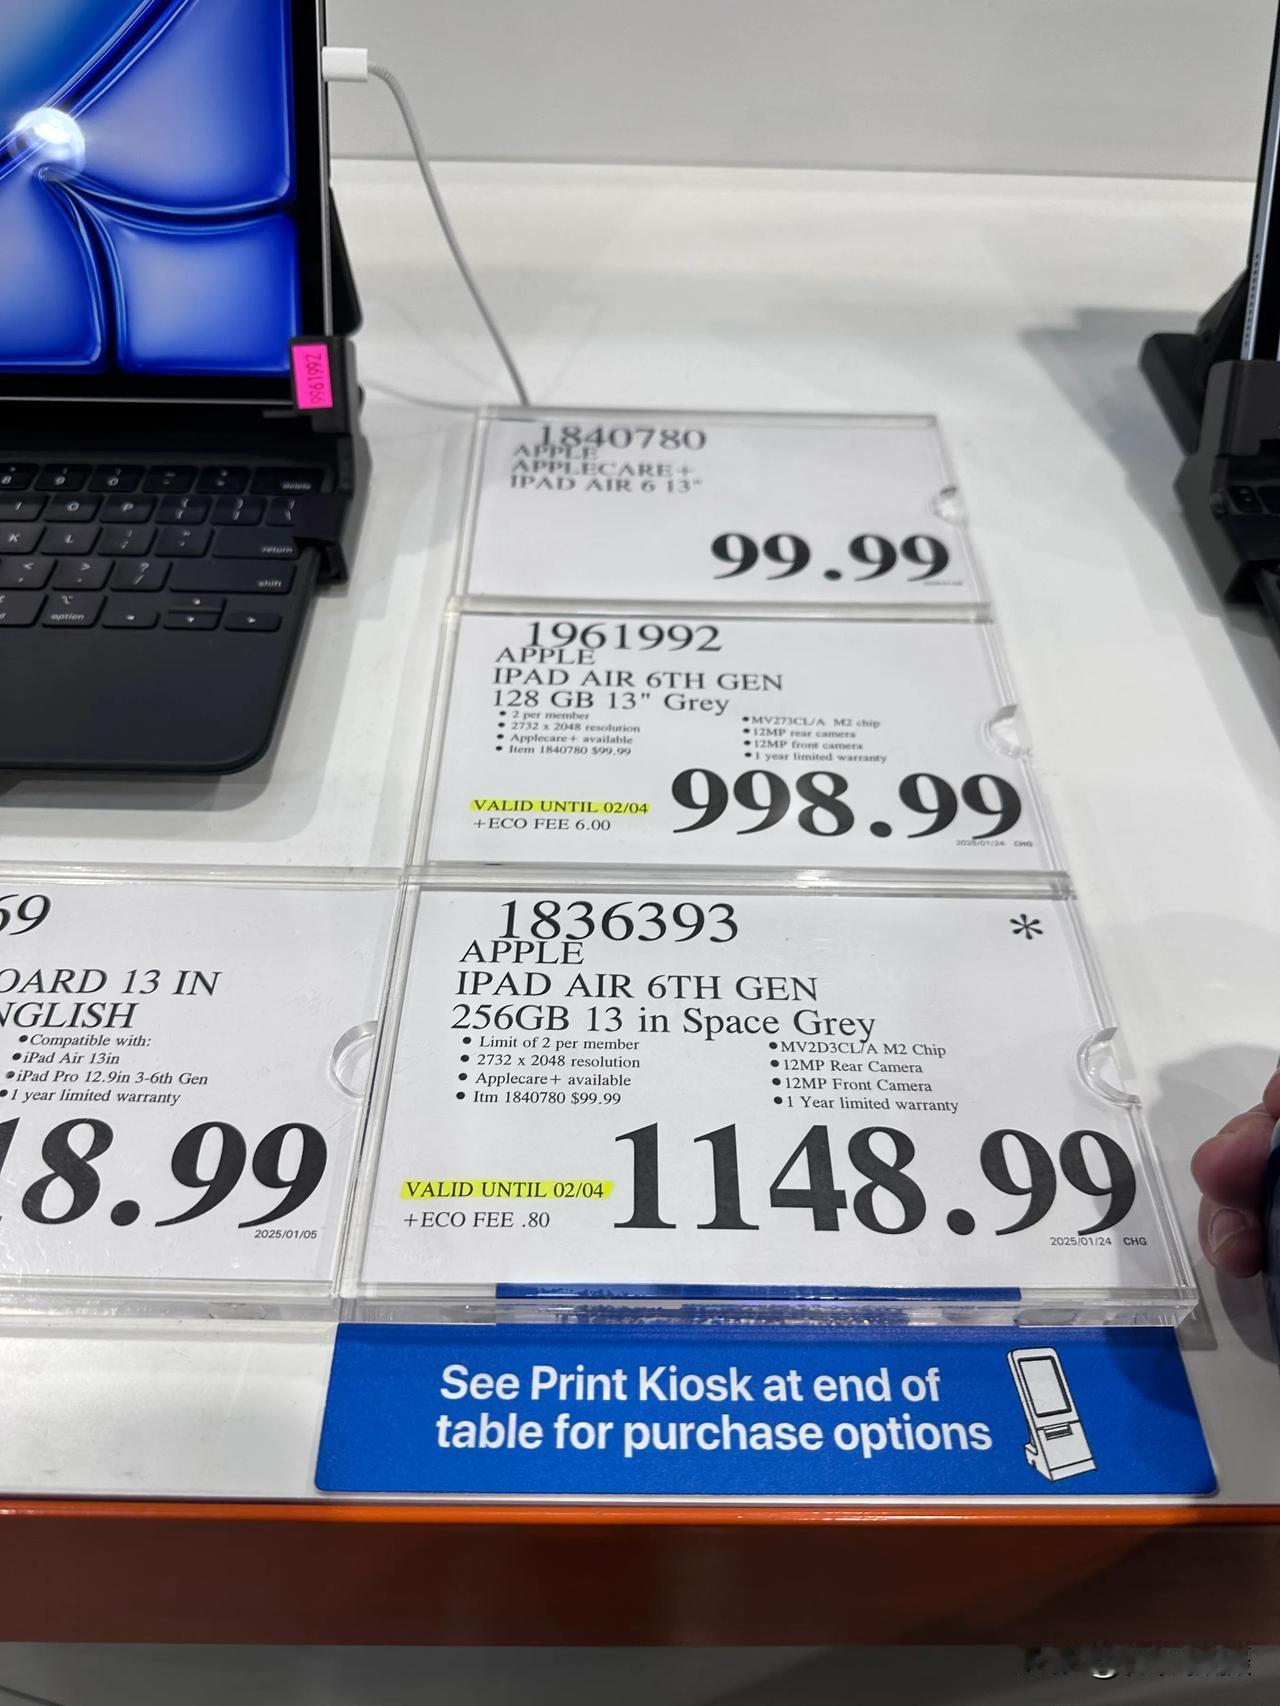 9961992
delete
return
shift
option
1840780
APPLE
APPLECARE+
IPAD AIR 6 13"
99.99
1961992
APPLE
IPAD AIR 6TH GEN
128 GB 13" Grey
• 2 per member
• 2732 x 2048 resolution
• Applecare+ available
• Item 1840780 $99.99
• MV273CL/A M2 chip
• 12MP rear camera
• 12MP front camera
• 1 year limited warranty
VALID UNTIL 02/04
+ECO FEE 6.00
998.99
2025/01/24 CHG
69
OARD 13 IN
NGLISH
• Compatible with:
• iPad Air 13in
• iPad Pro 12.9in 3-6th Gen
• 1 year limited warranty
18.99
2025/01/05
1836393
*
APPLE
IPAD AIR 6TH GEN
256GB 13 in Space Grey
• Limit of 2 per member
• 2732 x 2048 resolution
• Applecare+ available
• Itm 1840780 $99.99
• MV2D3CL/A M2 Chip
• 12MP Rear Camera
• 12MP Front Camera
• 1 Year limited warranty
VALID UNTIL 02/04
+ECO FEE .80
1148.99
2025/01/24 CHG
See Print Kiosk at end of
table for purchase options